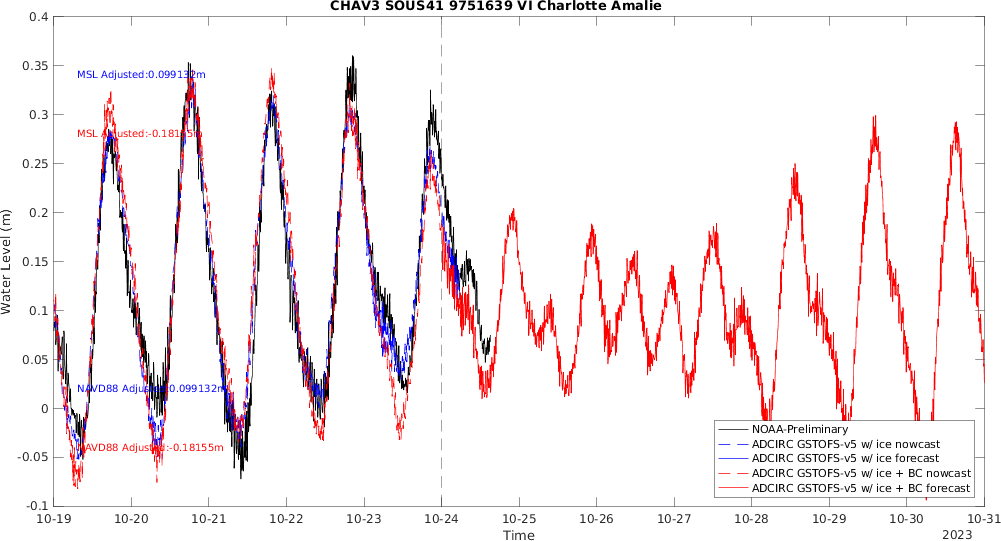 CHAV3 SOUS41 9751639 VI Charlotte Amalie
0.4
0.35
0.3
0.25
0.2
0.15
0.1
0.05
0
-0.05
-0.1
Water Level (m)
MSL Adjusted:0.099132m
MSL Adjusted:-0.18155m
NAVD88 Adjusted:0.099132m
NAVD88 Adjusted:-0.18155m
NOAA-Preliminary
ADCIRC GSTOFS-v5 w/ ice nowcast
ADCIRC GSTOFS-v5 w/ ice forecast
ADCIRC GSTOFS-v5 w/ ice + BC nowcast
ADCIRC GSTOFS-v5 w/ ice + BC forecast
10-19 10-20 10-21 10-22 10-23 10-24 10-25 10-26 10-27 10-28 10-29 10-30 10-31
Time
2023